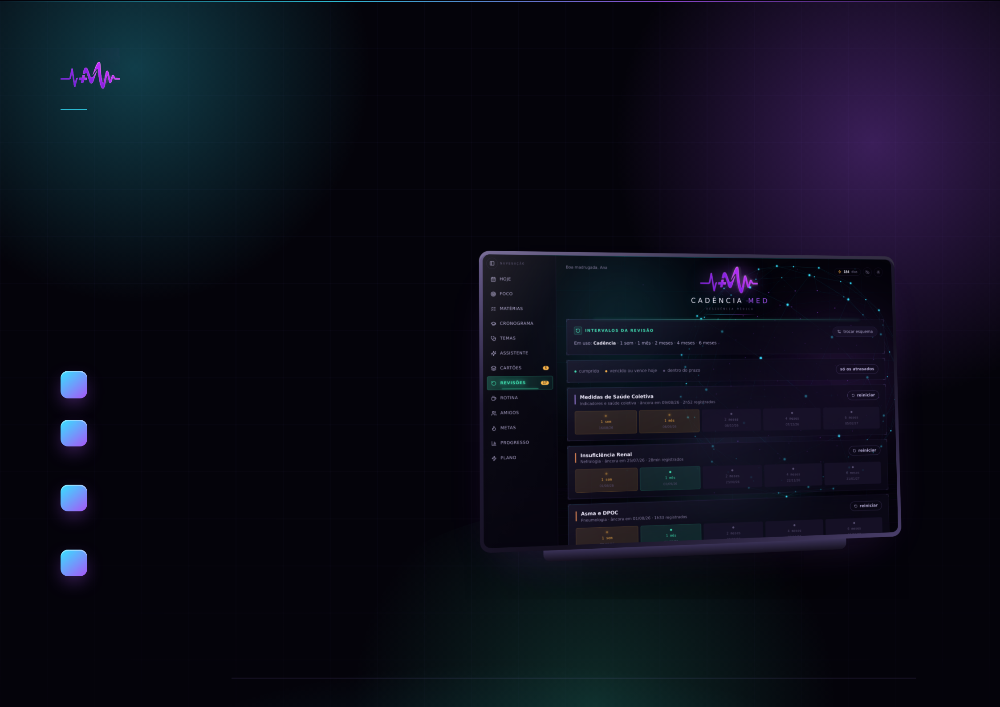 NAVEGAÇÃO
HOJE
FOCO
MATÉRIAS
CRONOGRAMA
TEMAS
ASSISTENTE
CARTÕES 5
REVISÕES 17
ROTINA
AMIGOS
METAS
PROGRESSO
PLANO
Boa madrugada, Ana
184 dias
CADÊNCIA ·MED
RESIDÊNCIA MÉDICA
INTERVALOS DA REVISÃO
trocar esquema
Em uso: Cadência · 1 sem · 1 mês · 2 meses · 4 meses · 6 meses
cumprido vencido ou vence hoje dentro do prazo
só os atrasados
Medidas de Saúde Coletiva
reiniciar
Indicadores e saúde coletiva · âncora em 09/08/26 · 2h52 registrados
1 sem 1 mês 2 meses 4 meses 6 meses
16/08/26 08/09/26 08/10/26 07/12/26 05/02/27
Insuficiência Renal
reiniciar
Nefrologia · âncora em 25/07/26 · 28min registrados
1 sem 1 mês 2 meses 4 meses 6 meses
01/08/26 01/09/26 23/09/26 22/11/26 21/01/27
Asma e DPOC
reiniciar
Pneumologia · âncora em 01/08/26 · 1h33 registrados
1 sem 1 mês 2 meses 4 meses 6 meses